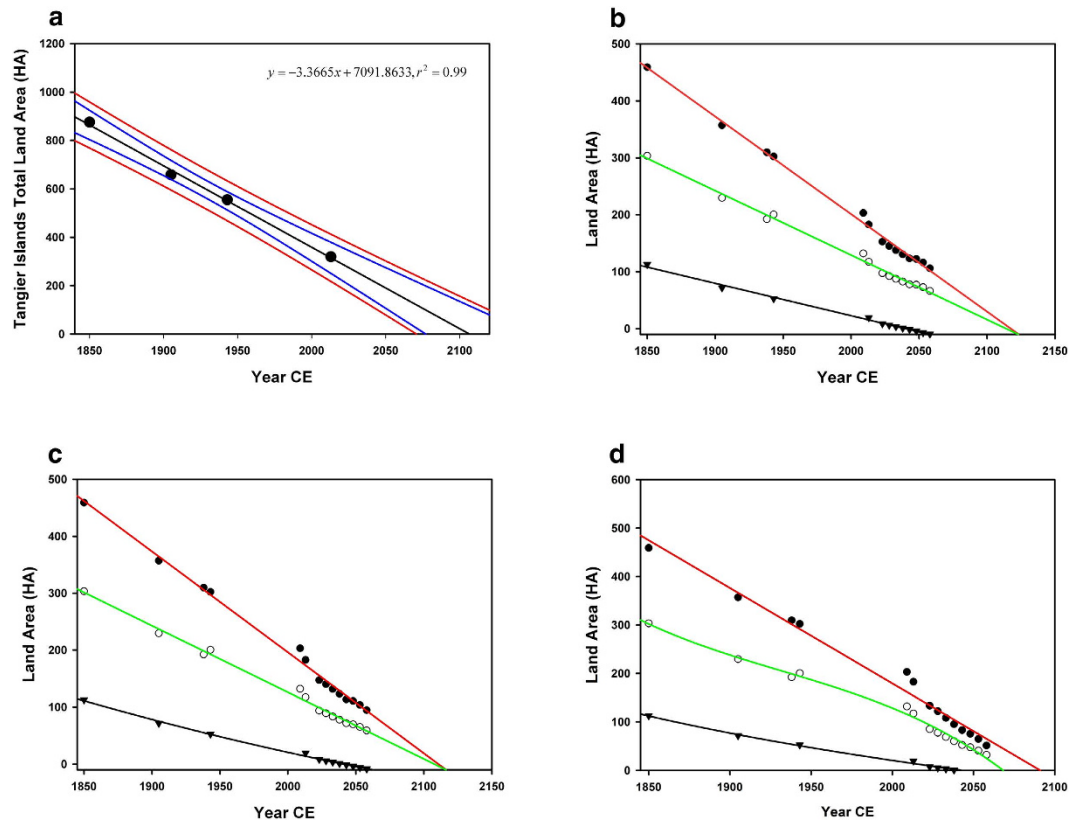 a
Tangier Islands Total Land Area (HA)
1200
1000
800
600
400
200
0
y = −3.3665x + 7091.8633, r² = 0.99
1850 1900 1950 2000 2050 2100
Year CE
b
Land Area (HA)
500
400
300
200
100
0
1850 1900 1950 2000 2050 2100 2150
Year CE
c
Land Area (HA)
500
400
300
200
100
0
1850 1900 1950 2000 2050 2100 2150
Year CE
d
Land Area (HA)
600
500
400
300
200
100
0
1850 1900 1950 2000 2050 2100
Year CE